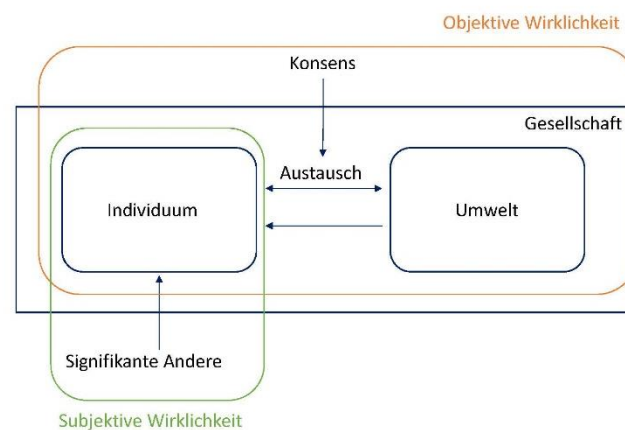 Objektive Wirklichkeit
Konsens
Gesellschaft
Austausch
Individuum
Umwelt
Signifikante Andere
Subjektive Wirklichkeit